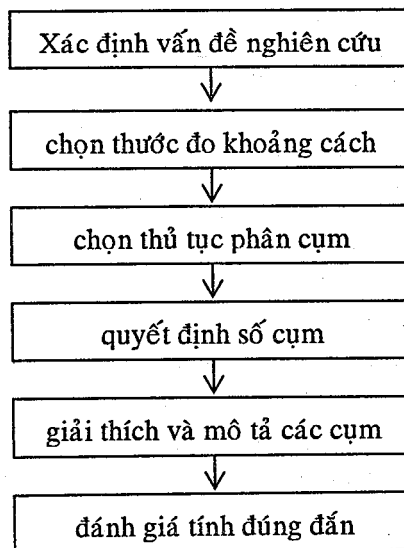 Xác định vấn đề nghiên cứu
chọn thước đo khoảng cách
chọn thủ tục phân cụm
quyết định số cụm
giải thích và mô tả các cụm
đánh giá tính đúng đắn